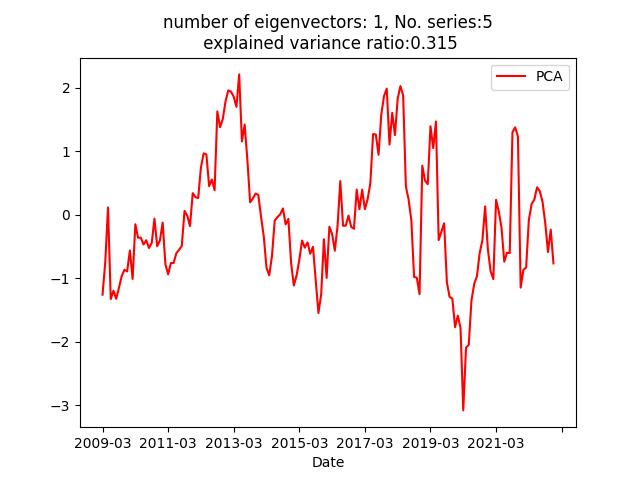 number of eigenvectors: 1, No. series:5
explained variance ratio:0.315
PCA
2
1
0
−1
−2
−3
2009-03 2011-03 2013-03 2015-03 2017-03 2019-03 2021-03
Date